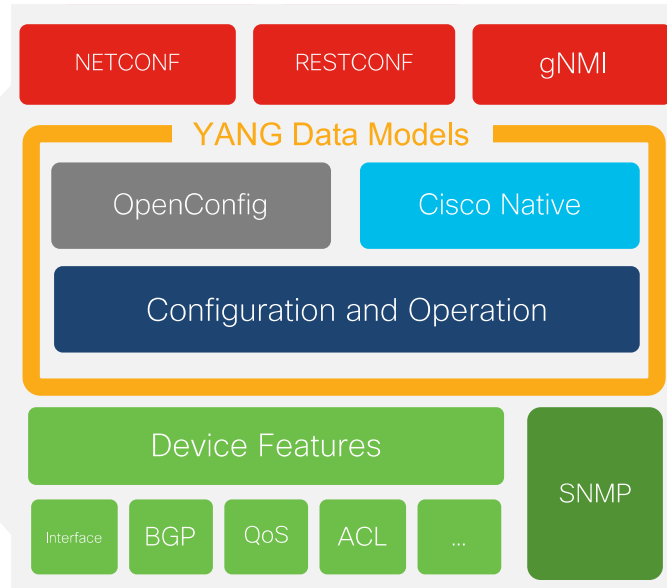 NETCONF
RESTCONF
gNMI
YANG Data Models
OpenConfig
Cisco Native
Configuration and Operation
Device Features
SNMP
Interface
BGP
QoS
ACL
...